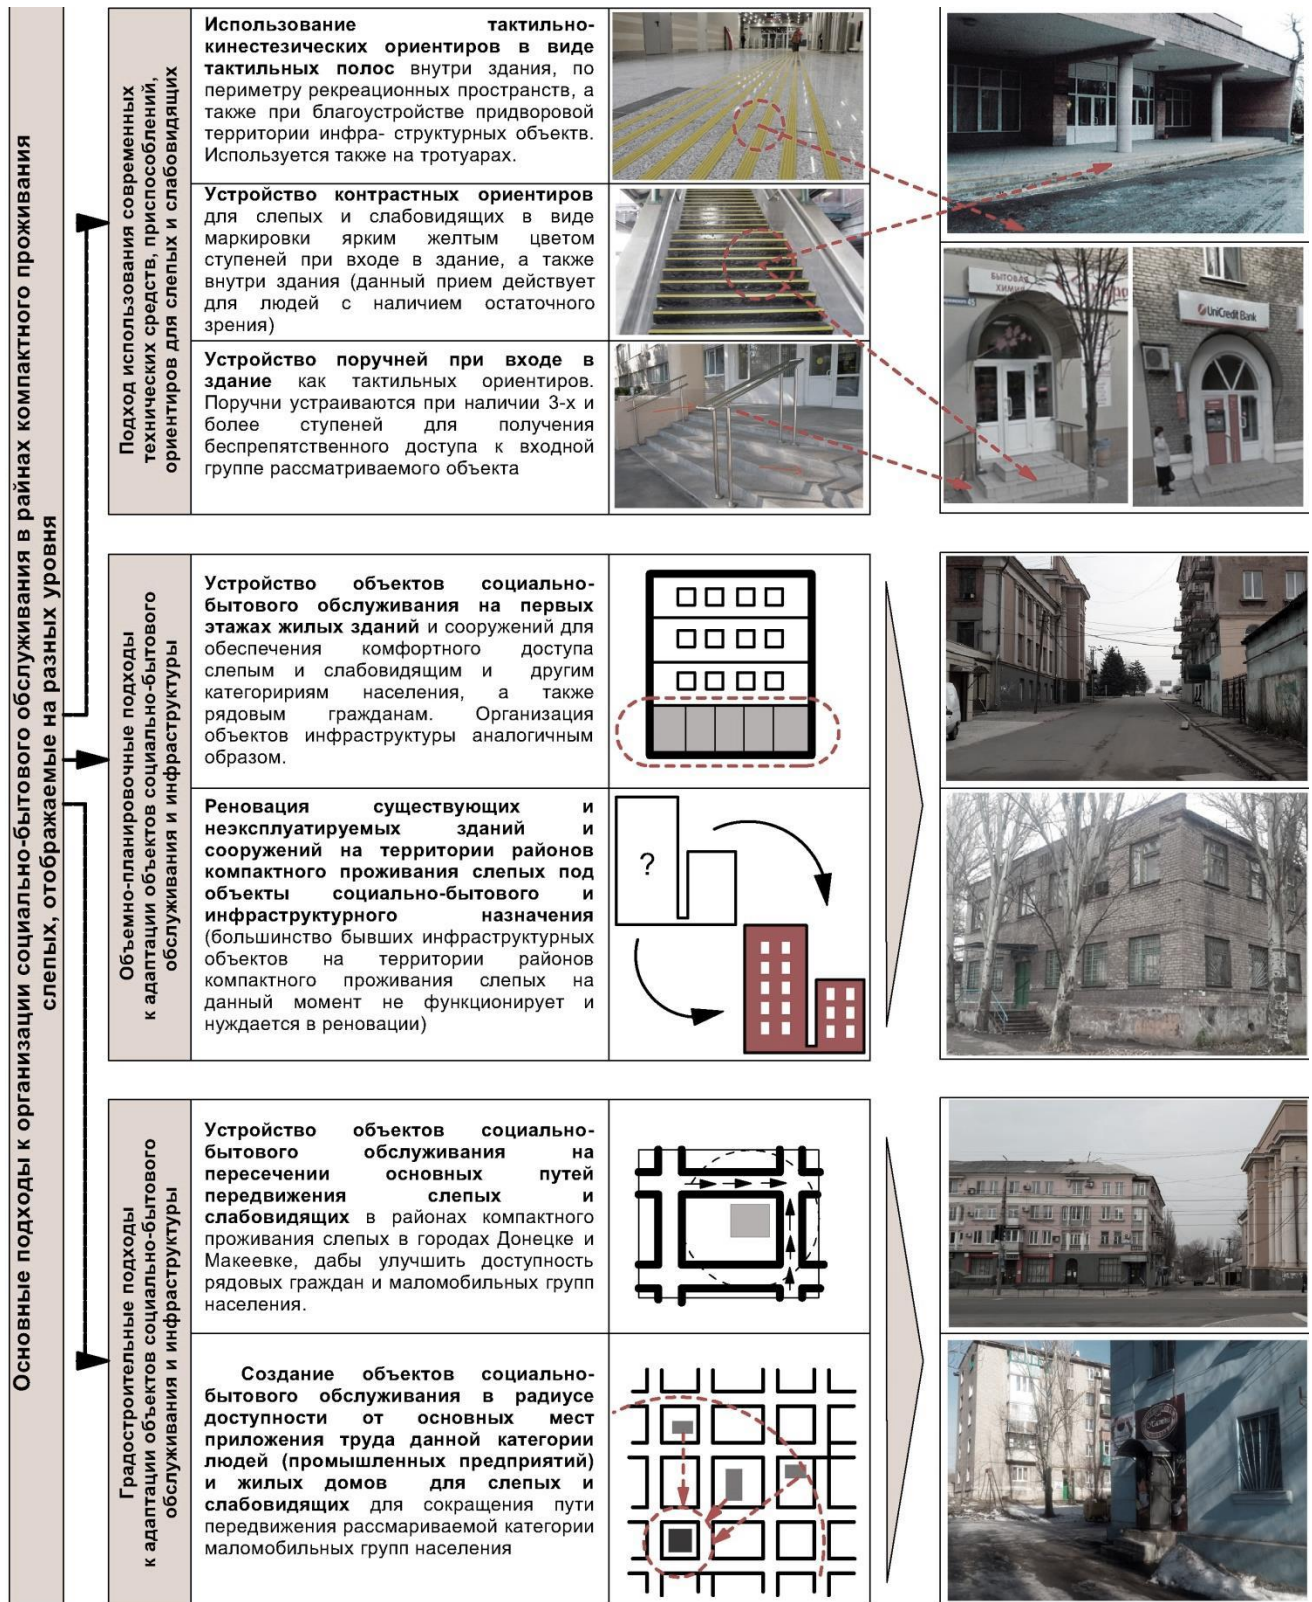 Основные подходы к организации социально-бытового обслуживания в райнах компактного проживания
слепых, отображаемые на разных уровня
Подход использования современных
технических средств, приспособлений,
ориентиров для слепых и слабовидящих
Использование тактильно-
кинестезических ориентиров в виде
тактильных полос внутри здания, по
периметру рекреационных пространств, а
также при благоустройстве придворовой
территории инфра- структурных объектв.
Используется также на тротуарах.
Устройство контрастных ориентиров
для слепых и слабовидящих в виде
маркировки ярким желтым цветом
ступеней при входе в здание, а также
внутри здания (данный прием действует
для людей с наличием остаточного
зрения)
Устройство поручней при входе в
здание как тактильных ориентиров.
Поручни устраиваются при наличии 3-х и
более ступеней для получения
беспрепятственного доступа к входной
группе рассматриваемого объекта
БЫТОВАЯ
ХИМИЯ
45
UniCredit Bank
Объемно-планировочные подходы
к адаптации объектов социально-бытового
обслуживания и инфраструктуры
Устройство объектов социально-
бытового обслуживания на первых
этажах жилых зданий и сооружений для
обеспечения комфортного доступа
слепым и слабовидящим и другим
категоририям населения, а также
рядовым гражданам. Организация
объектов инфраструктуры аналогичным
образом.
Реновация существующих и
неэксплуатируемых зданий и
сооружений на территории районов
компактного проживания слепых под
объекты социально-бытового и
инфраструктурного назначения
(большинство бывших инфраструктурных
объектов на территории районов
компактного проживания слепых на
данный момент не функционирует и
нуждается в реновации)
?
Градостроительные подходы
к адаптации объектов социально-бытового
обслуживания и инфраструктуры
Устройство объектов социально-
бытового обслуживания на
пересечении основных путей
передвижения слепых и
слабовидящих в районах компактного
проживания слепых в городах Донецке и
Макеевке, дабы улучшить доступность
рядовых граждан и маломобильных групп
населения.
Создание объектов социально-
бытового обслуживания в радиусе
доступности от основных мест
приложения труда данной категории
людей (промышленных предприятий)
и жилых домов для слепых и
слабовидящих для сокращения пути
передвижения рассмариваемой категории
маломобильных групп населения